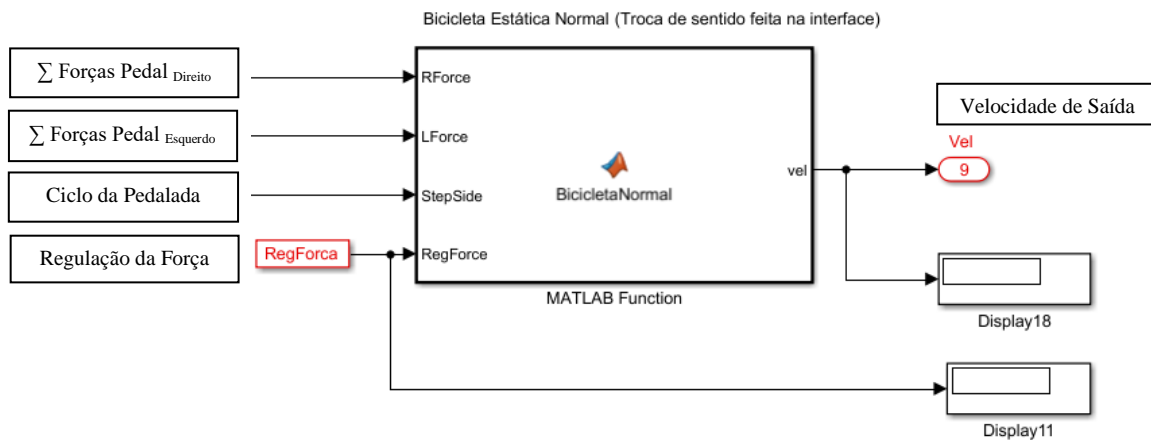 Bicicleta Estática Normal (Troca de sentido feita na interface)
∑ Forças Pedal Direito
∑ Forças Pedal Esquerdo
Ciclo da Pedalada
Regulação da Força
RegForca
RForce
LForce
StepSide
RegForce
BicicletaNormal
vel
MATLAB Function
Velocidade de Saída
Vel
9
Display18
Display11